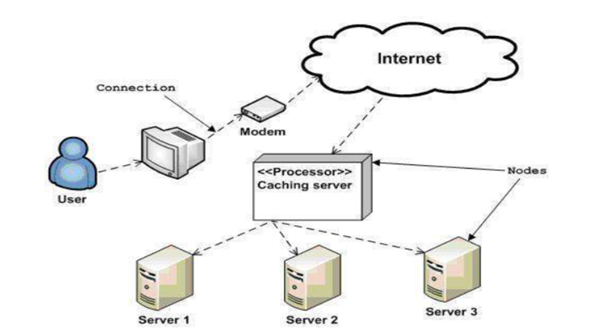 Internet
Connection
Modem
<<Processor>>
Caching server
Nodes
User
Server 1
Server 2
Server 3